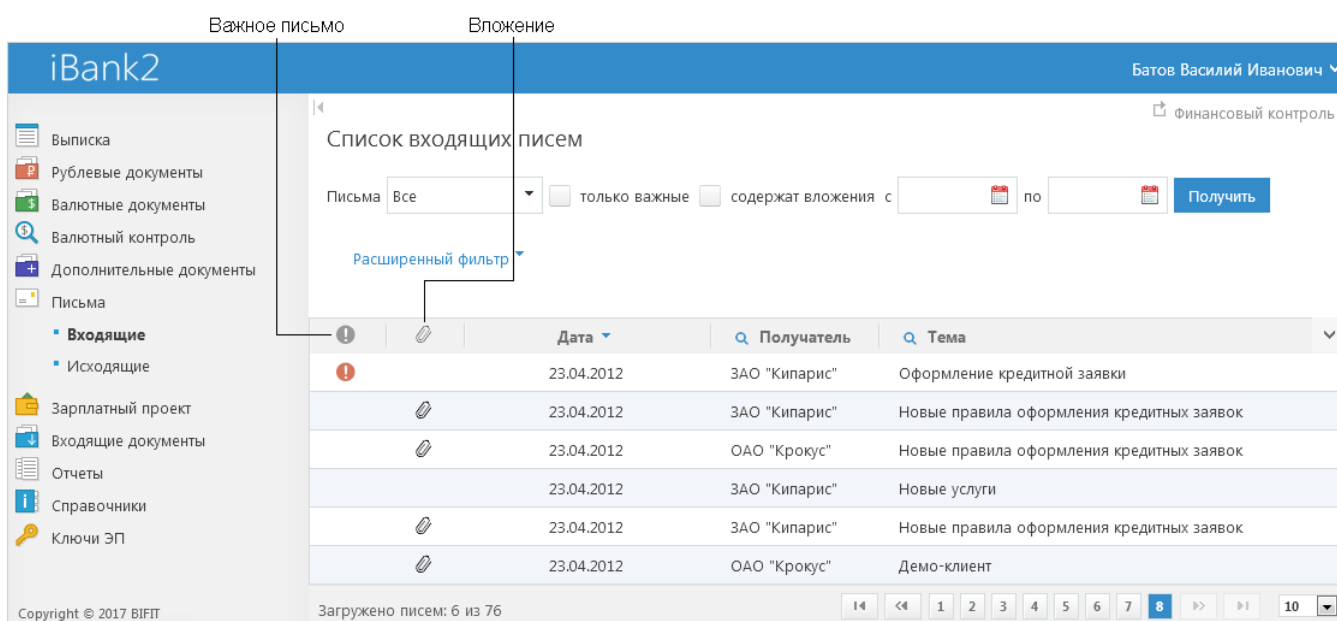 Важное письмо Вложение
iBank2 Батов Василий Иванович
Финансовый контроль
Выписка
Рублевые документы
Валютные документы
Валютный контроль
Дополнительные документы
Письма
Входящие
Исходящие
Зарплатный проект
Входящие документы
Отчеты
Справочники
Ключи ЭП
Copyright © 2017 BIFIT
Список входящих писем
Письма Все только важные содержат вложения с по Получить
Расширенный фильтр
Дата Получатель Тема
23.04.2012 ЗАО "Кипарис" Оформление кредитной заявки
23.04.2012 ЗАО "Кипарис" Новые правила оформления кредитных заявок
23.04.2012 ОАО "Крокус" Новые правила оформления кредитных заявок
23.04.2012 ЗАО "Кипарис" Новые услуги
23.04.2012 ЗАО "Кипарис" Новые правила оформления кредитных заявок
23.04.2012 ОАО "Крокус" Демо-клиент
Загружено писем: 6 из 76 1 2 3 4 5 6 7 8 10